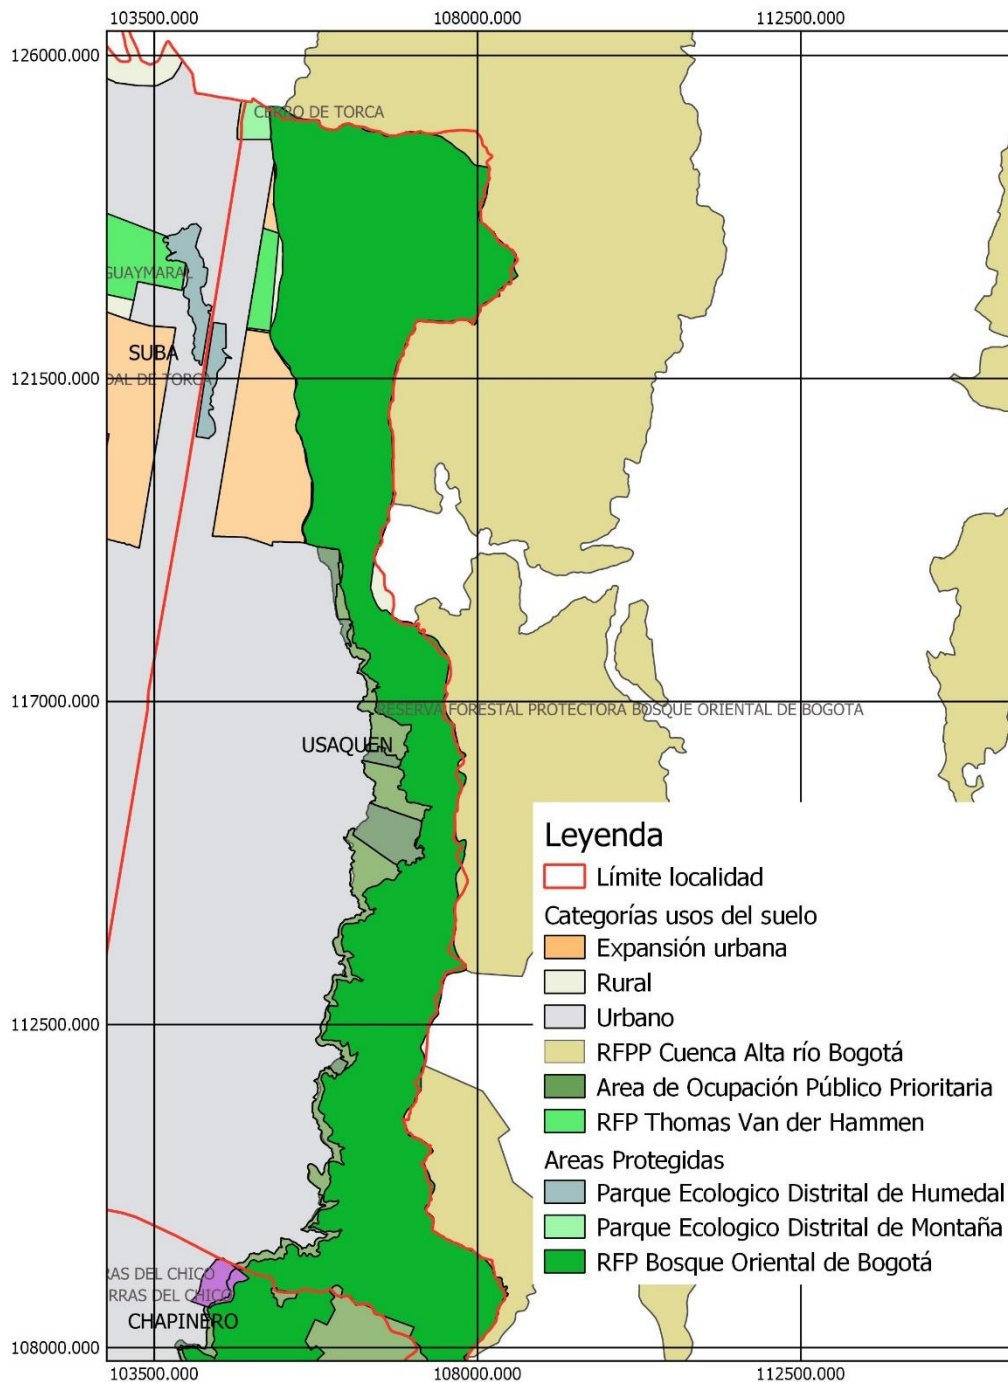 103500.000 108000.000 112500.000
126000.000
CERRO DE TORCA
GUAYMARAL
SUBA
121500.000
DAL DE TORCA
117000.000
RESERVA FORESTAL PROTECTORA BOSQUE ORIENTAL DE BOGOTA
USAQUEN
Leyenda
Límite localidad
Categorías usos del suelo
Expansión urbana
Rural
Urbano
RFPP Cuenca Alta río Bogotá
Area de Ocupación Público Prioritaria
RFP Thomas Van der Hammen
Areas Protegidas
Parque Ecologico Distrital de Humedal
Parque Ecologico Distrital de Montaña
RFP Bosque Oriental de Bogotá
112500.000
RAS DEL CHICO
RRAS DEL CHICO
CHAPINERO
108000.000
103500.000 108000.000 112500.000